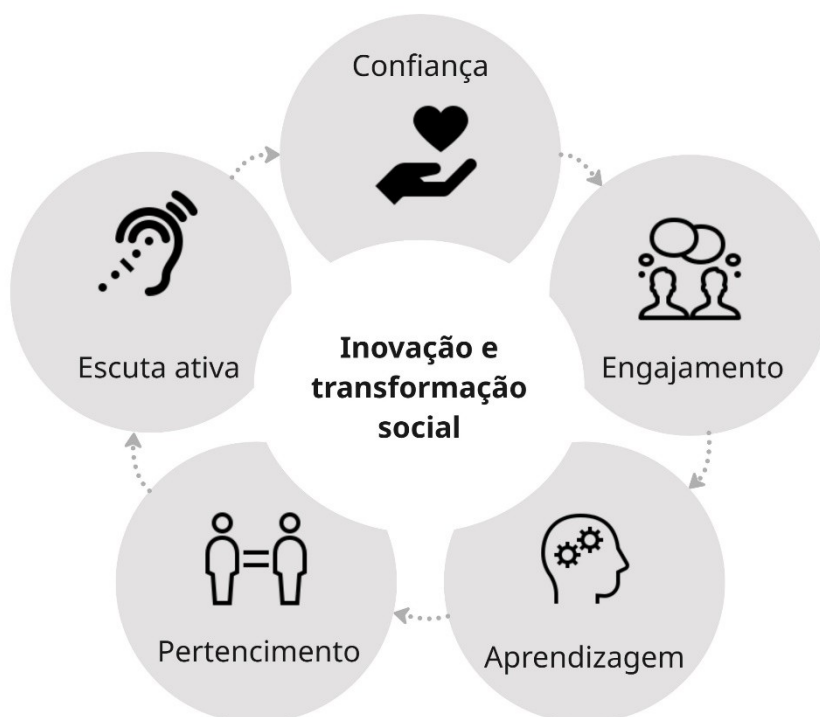 Confiança
Engajamento
Aprendizagem
Pertencimento
Escuta ativa
Inovação e
transformação
social